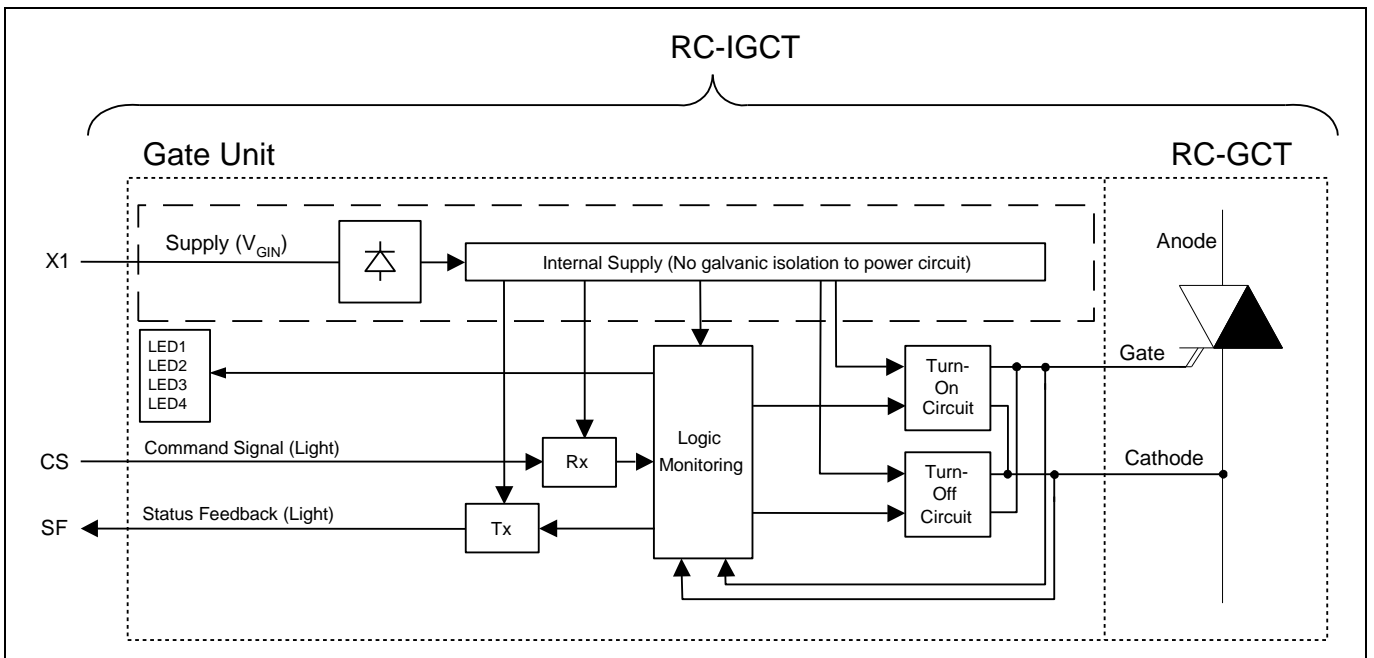 RC-IGCT
Gate Unit
RC-GCT
X1
Supply (VGIN)
Internal Supply (No galvanic isolation to power circuit)
Anode
LED1
LED2
LED3
LED4
Turn-
On
Circuit
Gate
Logic
Monitoring
CS
Command Signal (Light)
Rx
Turn-
Off
Circuit
Cathode
SF
Status Feedback (Light)
Tx